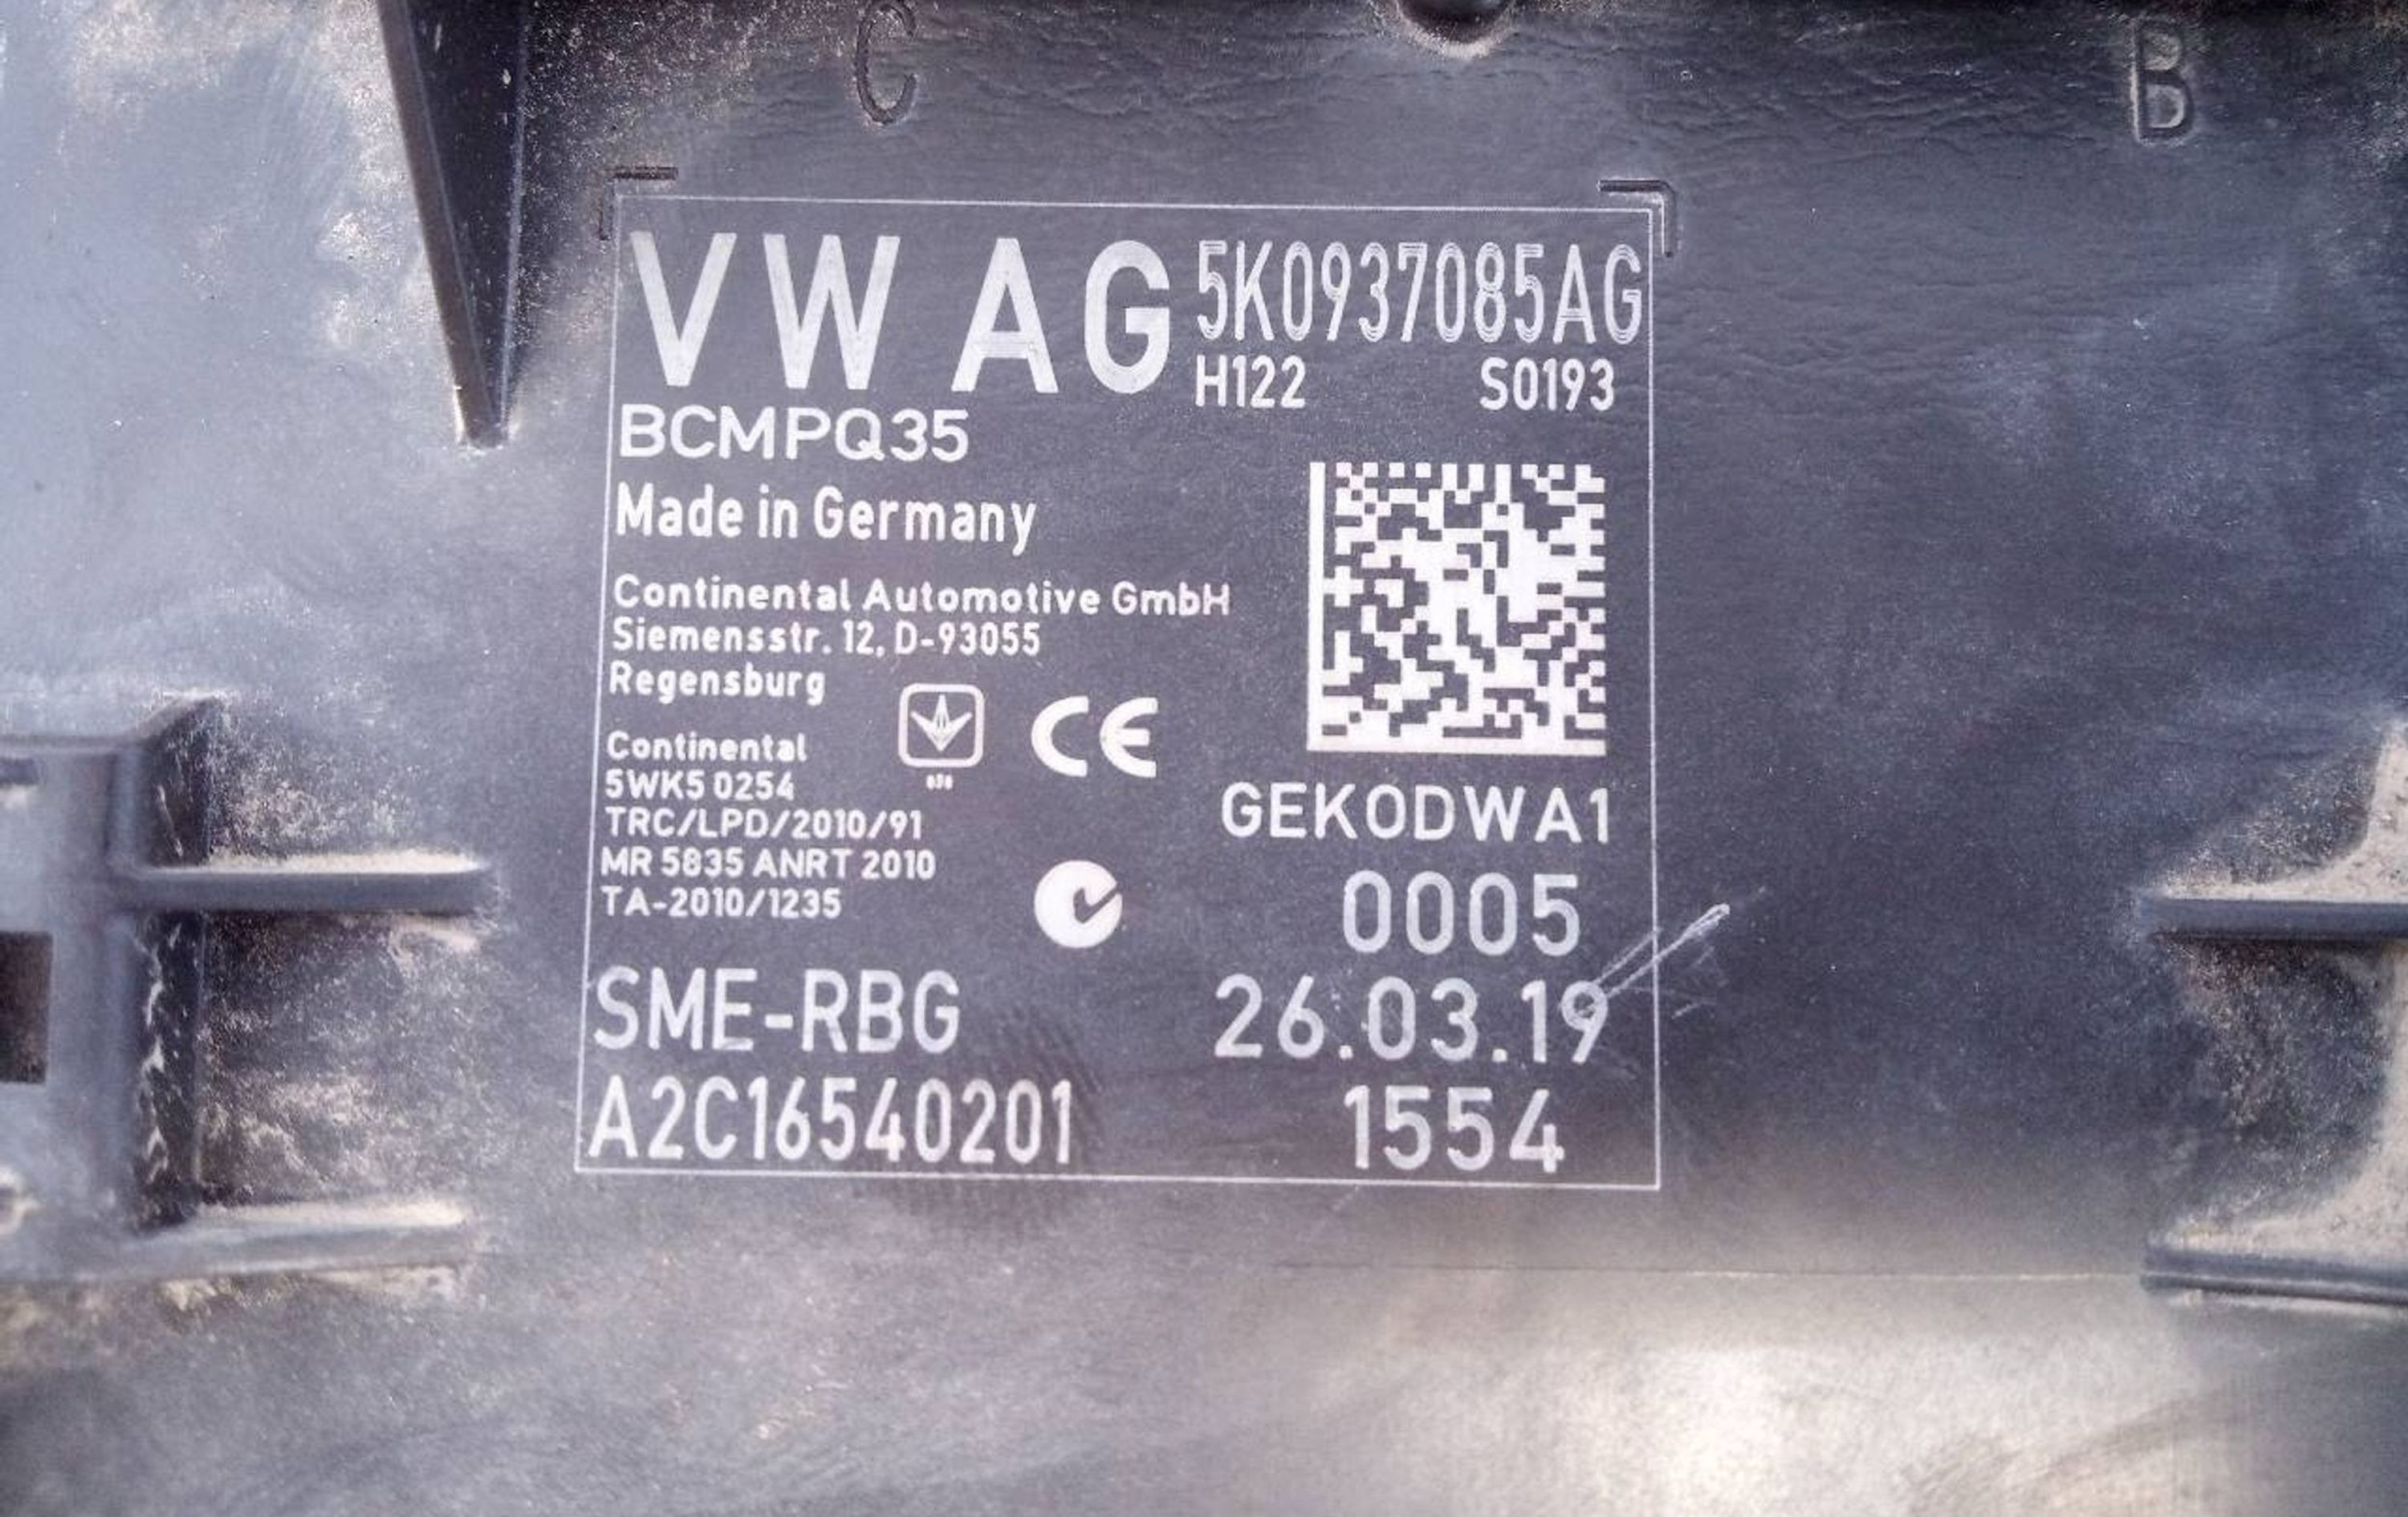 C
B
VW AG 5K0937085AG
H122 S0193
BCMPQ35
Made in Germany
Continental Automotive GmbH
Siemensstr. 12, D-93055
Regensburg
CE
Continental
5WK5 0254
TRC/LPD/2010/91
MR 5835 ANRT 2010
TA-2010/1235
GEKODWA1
0005
SME-RBG
26.03.19
A2C16540201
1554